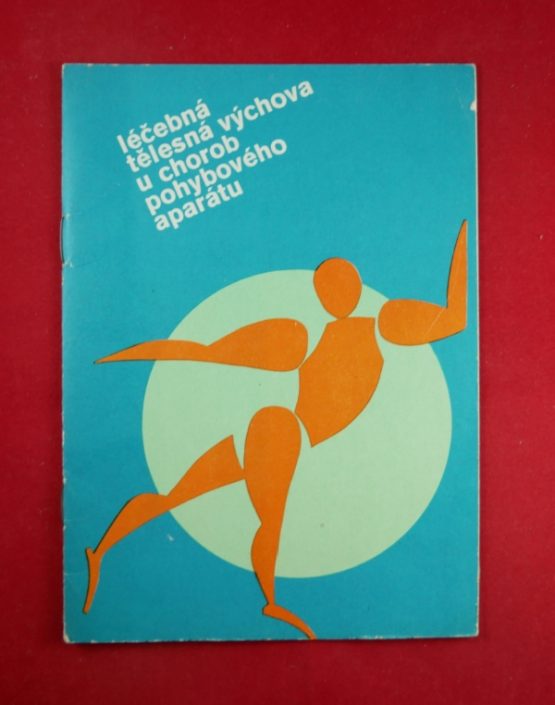 léčebná
tělesná výchova
u chorob
pohybového
aparátu